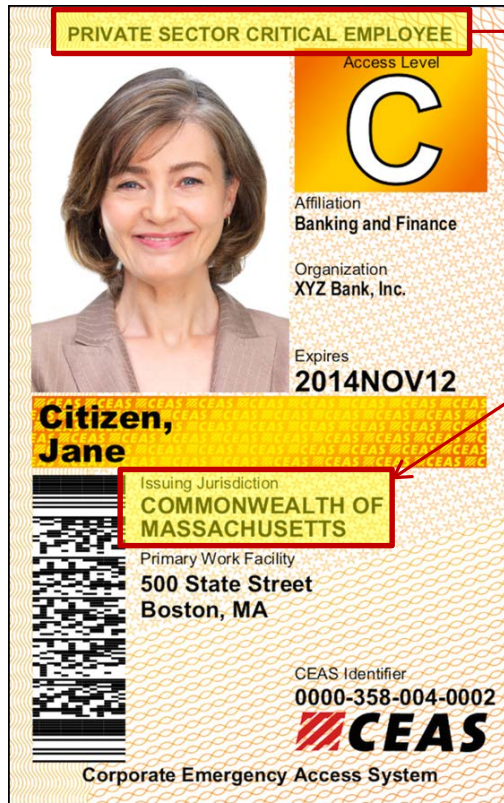 PRIVATE SECTOR CRITICAL EMPLOYEE
Access Level
C
Affiliation
Banking and Finance
Organization
XYZ Bank, Inc.
Expires
2014NOV12
Citizen,
Jane
Issuing Jurisdiction
COMMONWEALTH OF
MASSACHUSETTS
Primary Work Facility
500 State Street
Boston, MA
CEAS Identifier
0000-358-004-0002
CEAS
Corporate Emergency Access System